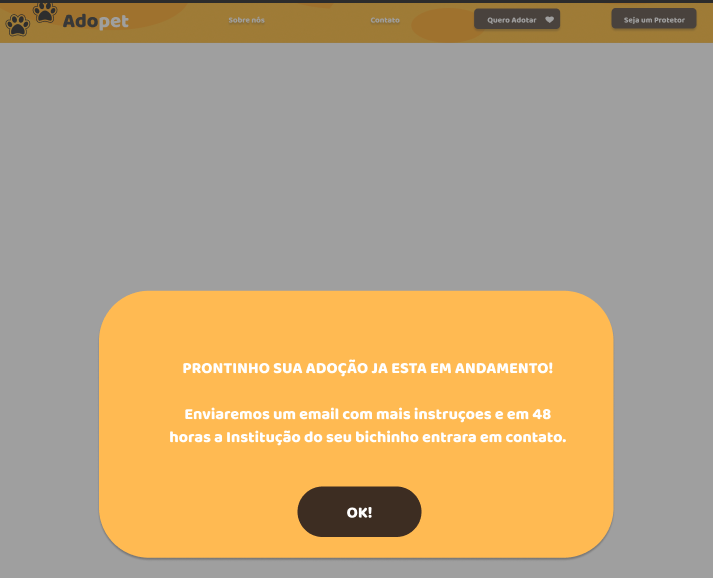 Adopet
Sobre nós
Contato
Quero Adotar
Seja um Protetor
PRONTINHO SUA ADOÇÃO JA ESTA EM ANDAMENTO!
Enviaremos um email com mais instruçoes e em 48
horas a Instituição do seu bichinho entrara em contato.
OK!